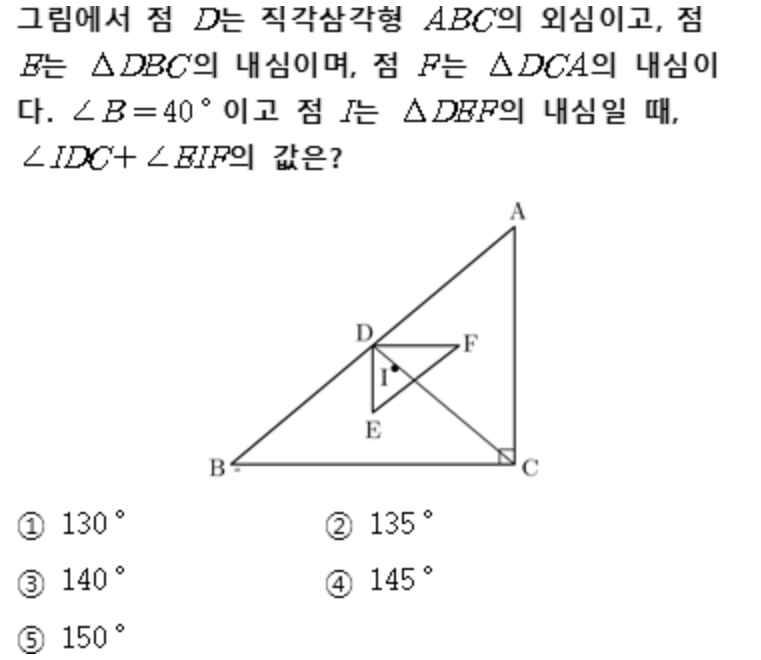 그림에서 점 D는 직각삼각형 ABC의 외심이고, 점
E는 △DBC의 내심이며, 점 F는 △DCA의 내심이
다. ∠B=40°이고 점 I는 △DEF의 내심일 때,
∠IDC+∠EIF의 값은?
A
D
F
I
E
B
C
① 130° ② 135°
③ 140° ④ 145°
⑤ 150°